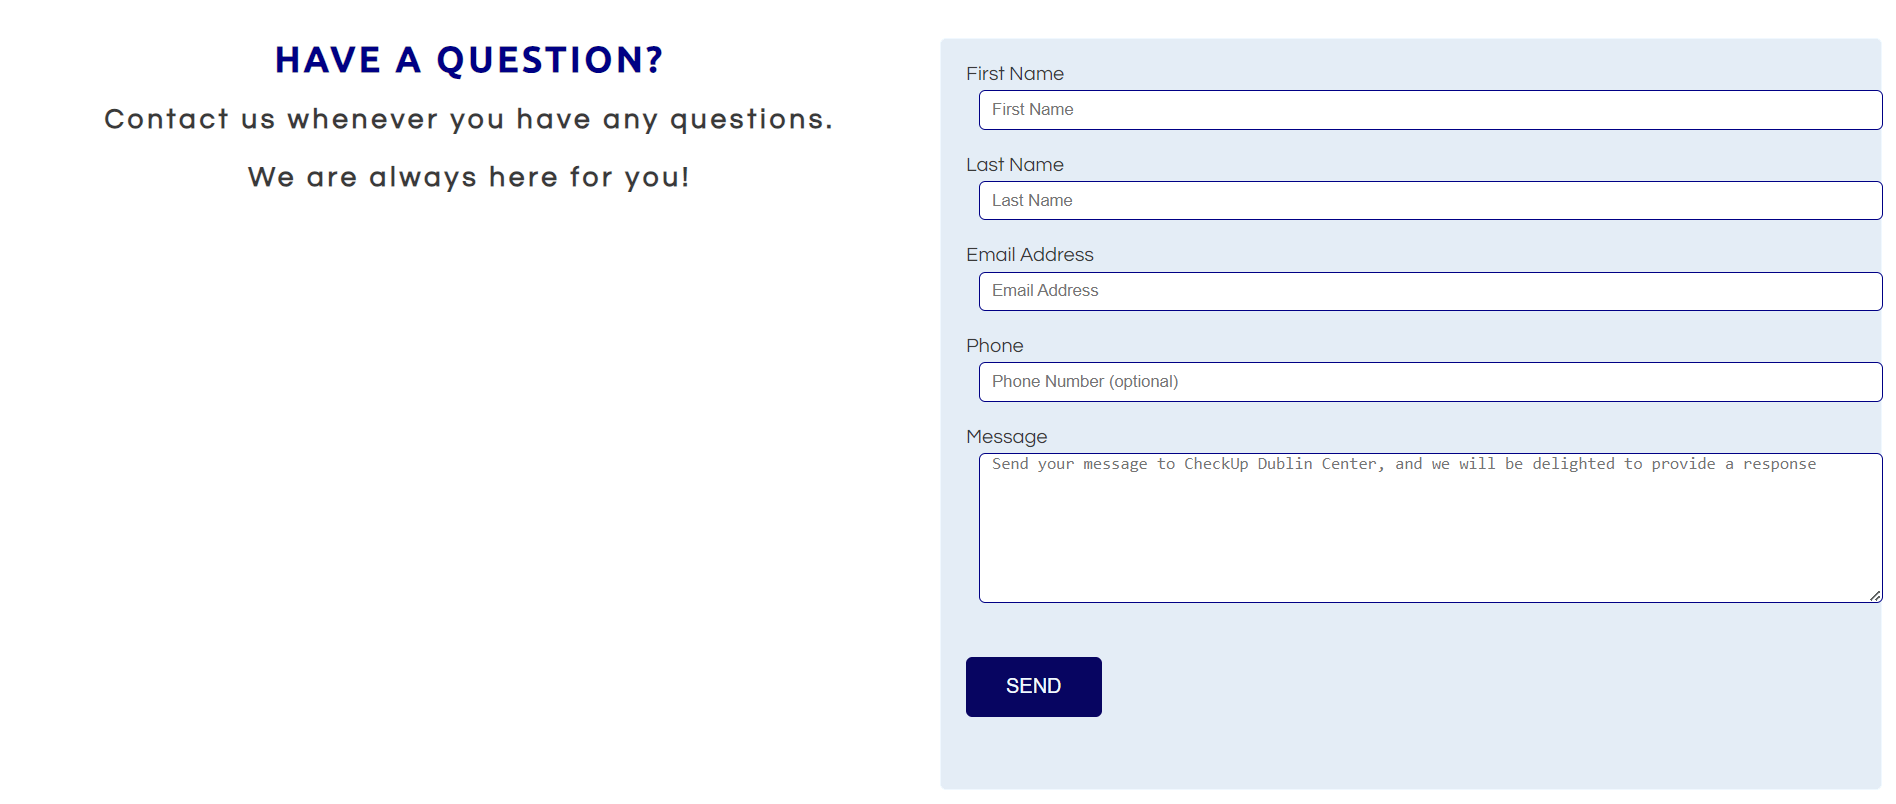 HAVE A QUESTION?
Contact us whenever you have any questions.
We are always here for you!
First Name
First Name
Last Name
Last Name
Email Address
Email Address
Phone
Phone Number (optional)
Message
Send your message to CheckUp Dublin Center, and we will be delighted to provide a response
SEND